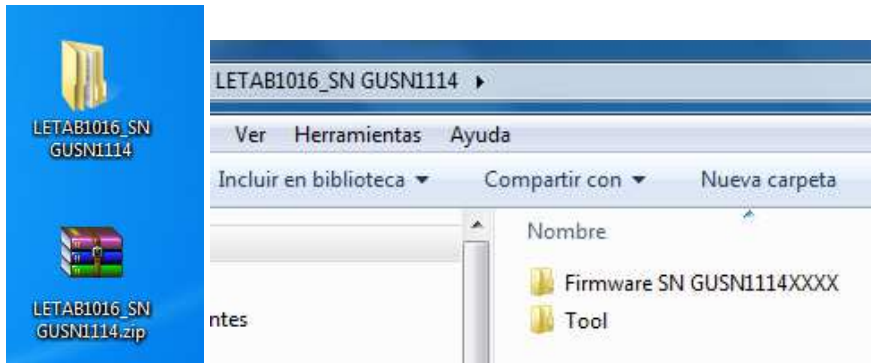 LETAB1016_SN
GUSN1114
LETAB1016_SN
GUSN1114.zip
LETAB1016_SN GUSN1114
Ver Herramientas Ayuda
Incluir en biblioteca Compartir con Nueva carpeta
ntes
Nombre
Firmware SN GUSN1114XXXX
Tool